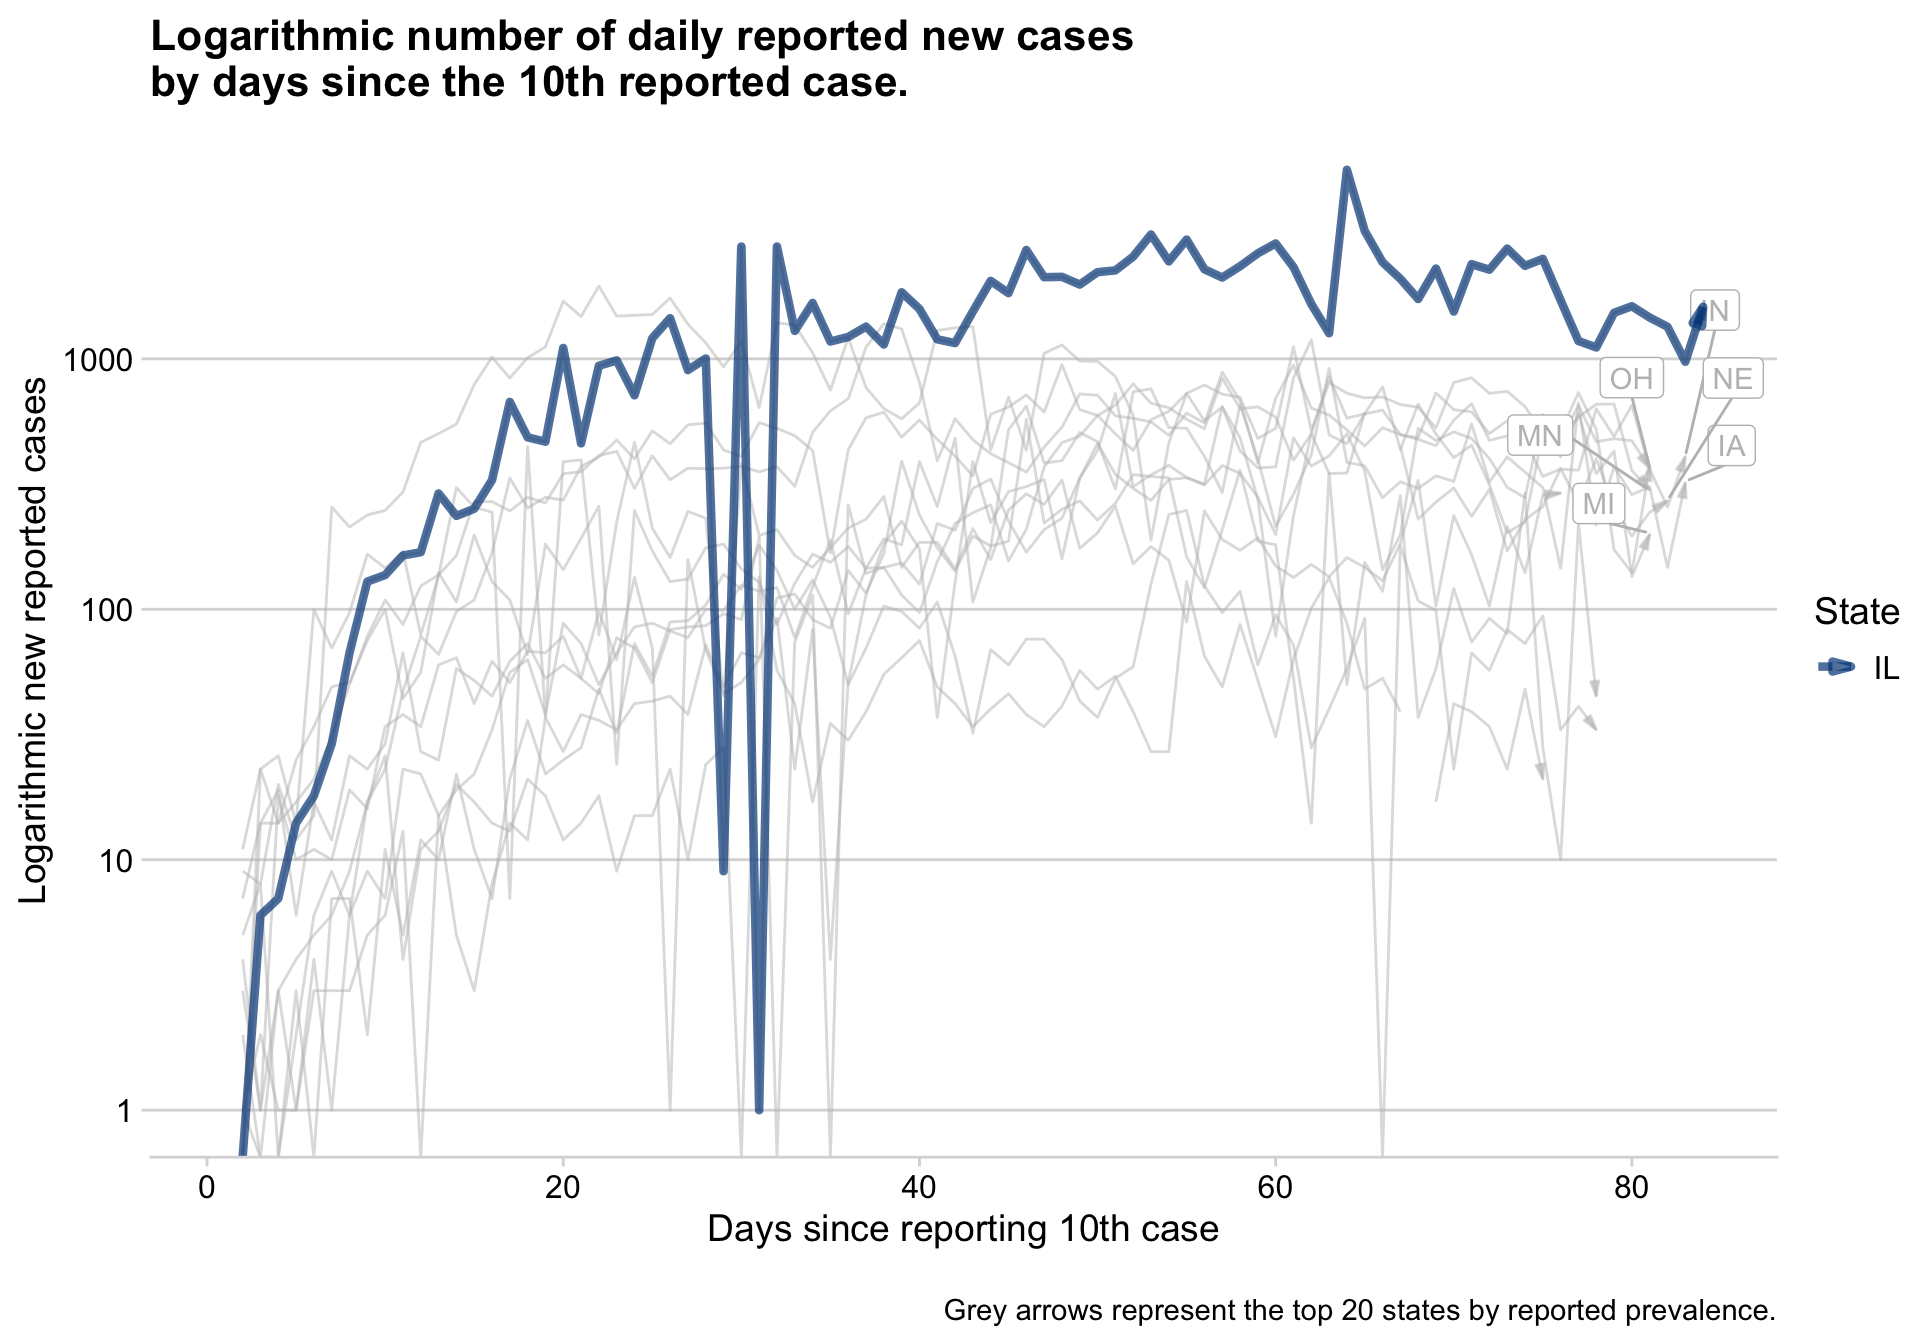 Logarithmic number of daily reported new cases
by days since the 10th reported case.
Logarithmic new reported cases
1000
100
10
1
IN
OH
NE
MN
IA
MI
State
IL
0
20
40
60
80
Days since reporting 10th case
Grey arrows represent the top 20 states by reported prevalence.